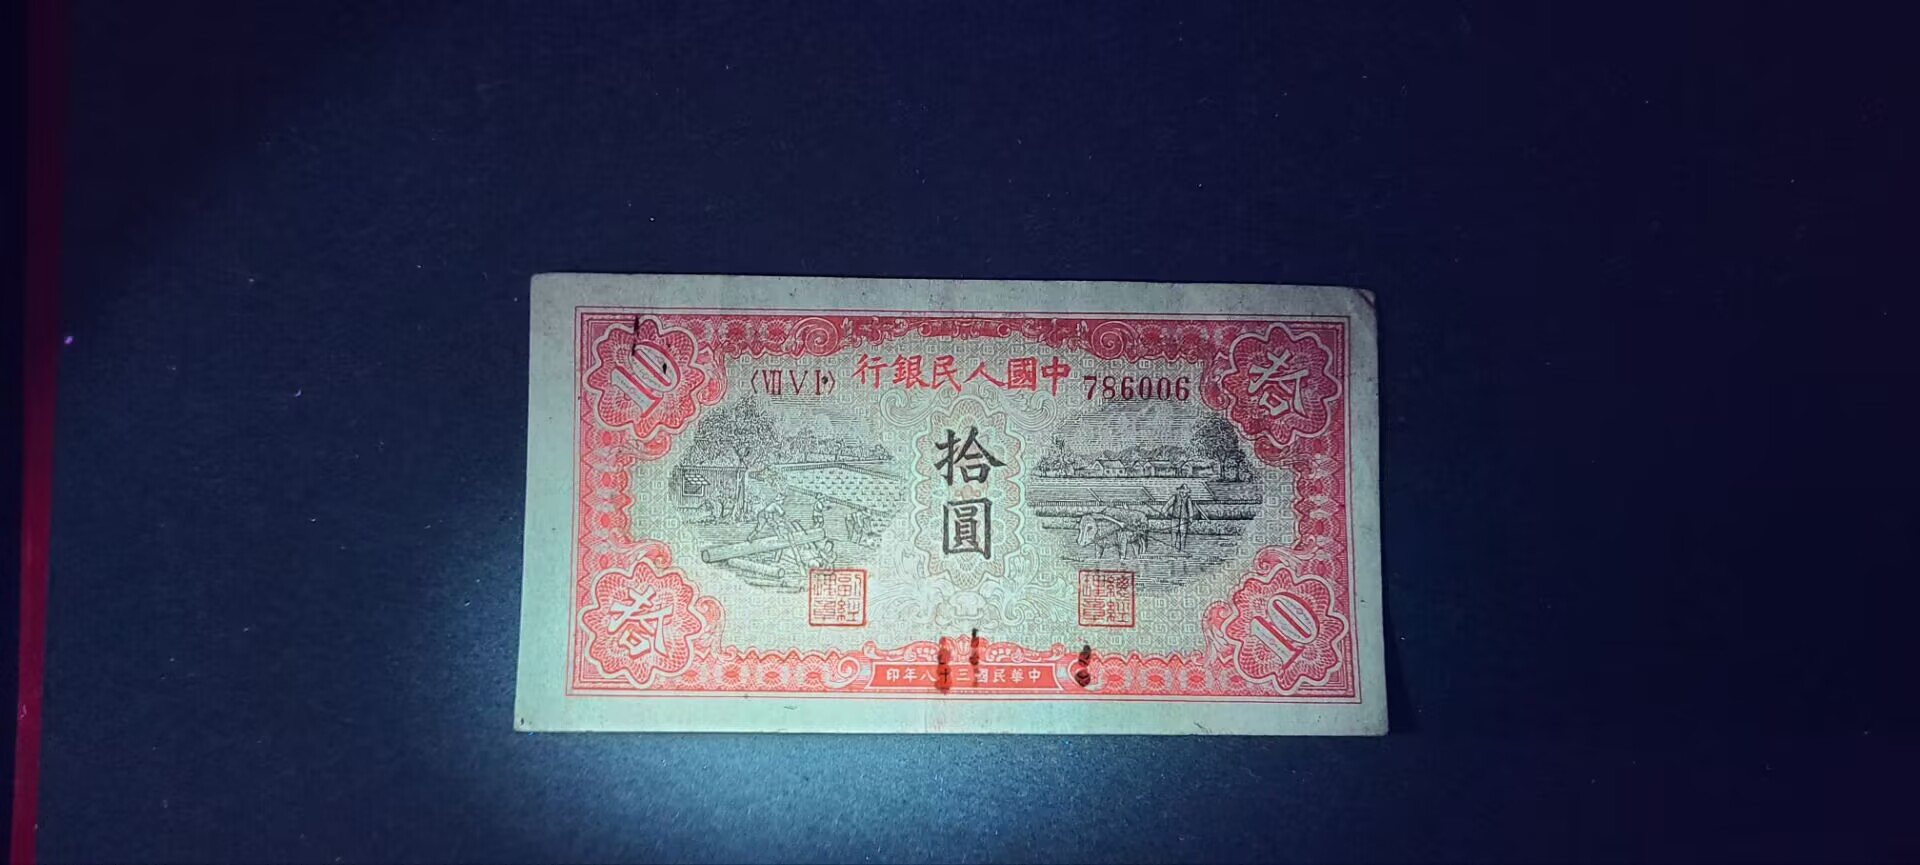 10
〈Ⅶ Ⅴ Ⅰ〉
中國人民銀行
786006
拾
拾圓
副經理章
總經理章
拾
中華民國三十八年印
10